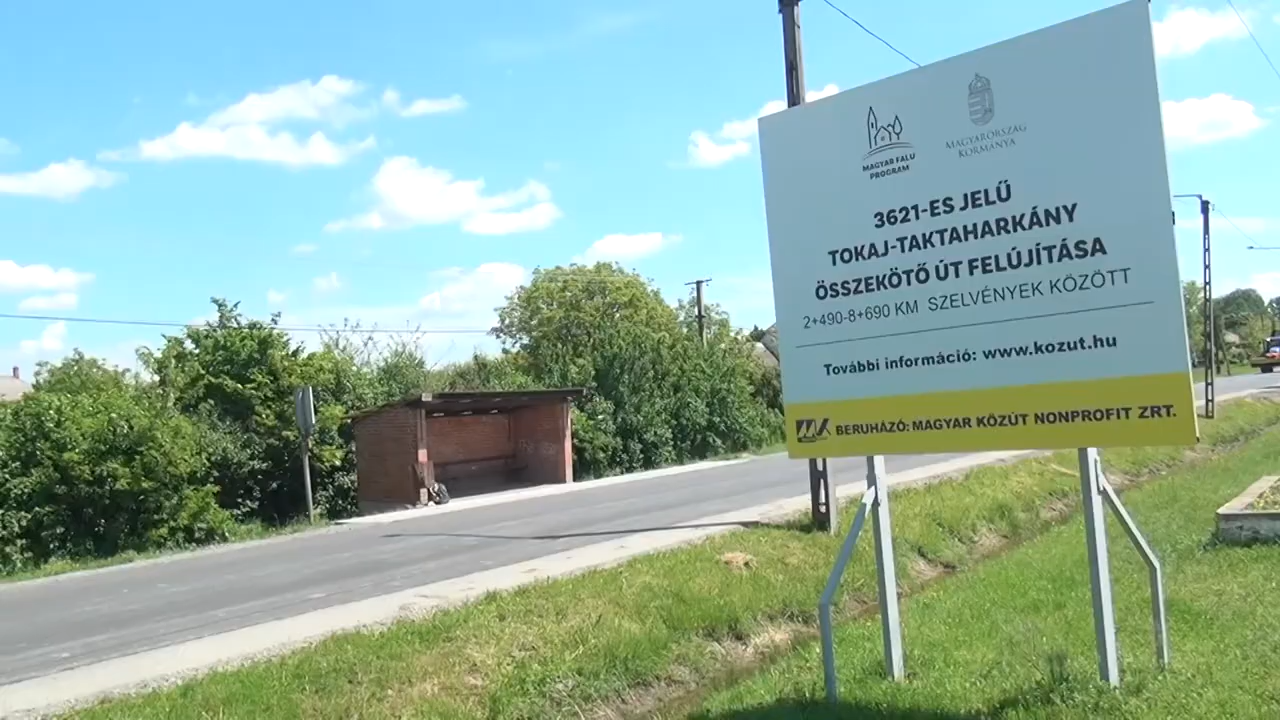 MAGYAR FALU
PROGRAM
MAGYARORSZÁG
KORMÁNYA
3621-ES JELŰ
TOKAJ-TAKTAHARKÁNY
ÖSSZEKÖTŐ ÚT FELÚJÍTÁSA
2+490-8+690 KM SZELVÉNYEK KÖZÖTT
További információ: www.kozut.hu
BERUHÁZÓ: MAGYAR KÖZÚT NONPROFIT ZRT.